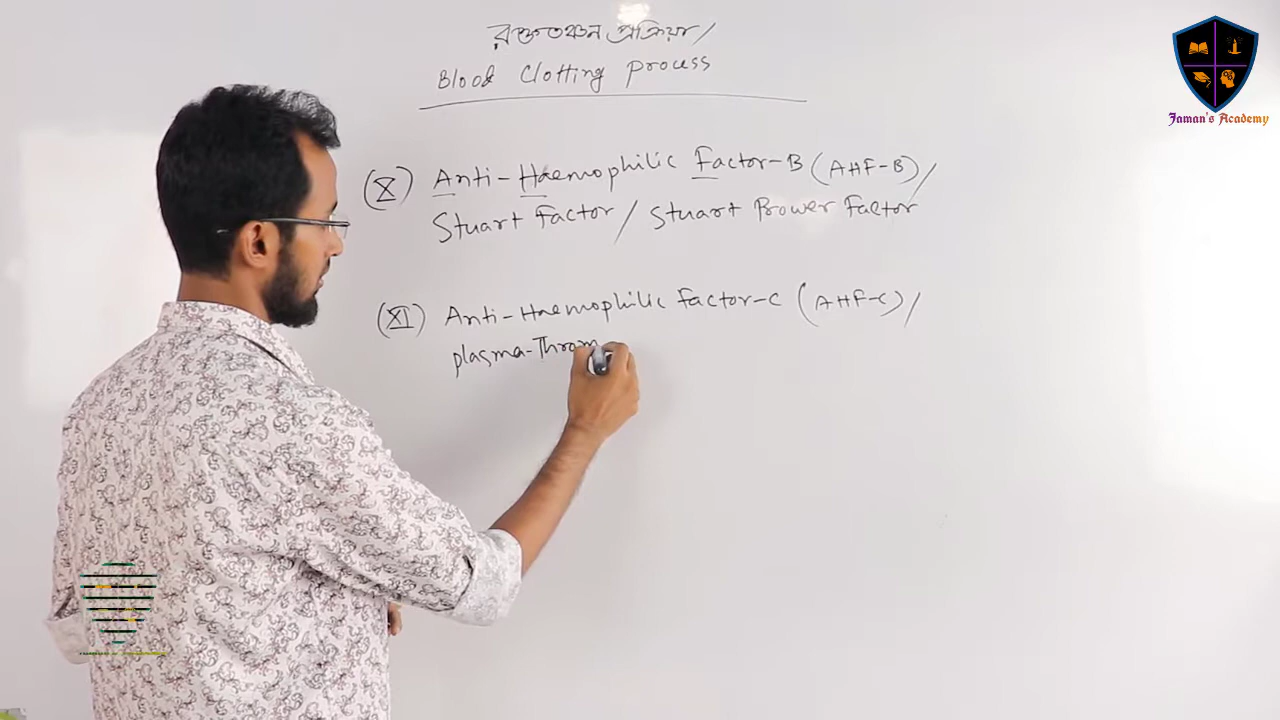 রক্ততঞ্চন প্রক্রিয়া/
Blood Clotting process
(X) Anti-Haemophilic Factor-B (AHF-B)/
Stuart Factor / Stuart Prower Factor
(XI) Anti-Haemophilic factor-C (AHF-C)/
plasma-Throm
Jaman's Academy